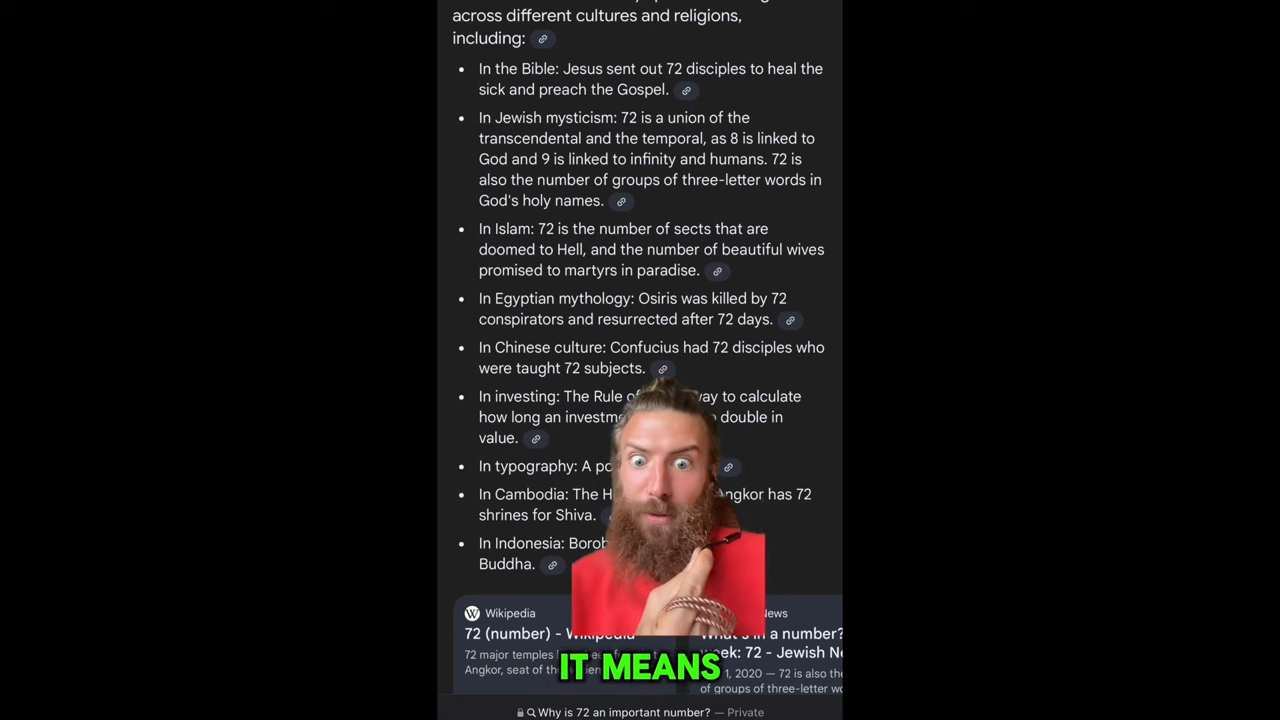 across different cultures and religions,
including:
In the Bible: Jesus sent out 72 disciples to heal the
sick and preach the Gospel.
In Jewish mysticism: 72 is a union of the
transcendental and the temporal, as 8 is linked to
God and 9 is linked to infinity and humans. 72 is
also the number of groups of three-letter words in
God's holy names.
In Islam: 72 is the number of sects that are
doomed to Hell, and the number of beautiful wives
promised to martyrs in paradise.
In Egyptian mythology: Osiris was killed by 72
conspirators and resurrected after 72 days.
In Chinese culture: Confucius had 72 disciples who
were taught 72 subjects.
In investing: The Rule of way to calculate
how long an double in
value.
In typography: A
In Cambodia: The Angkor has 72
shrines for Shiva.
In Indonesia:
Buddha.
Wikipedia
News
72 (number) -
What's in a number?
week: 72 - Jewish
72 major temples
1, 2020 — 72 is also the
Angkor, seat of
of groups of three-letter
IT MEANS
Why is 72 an important number? — Private